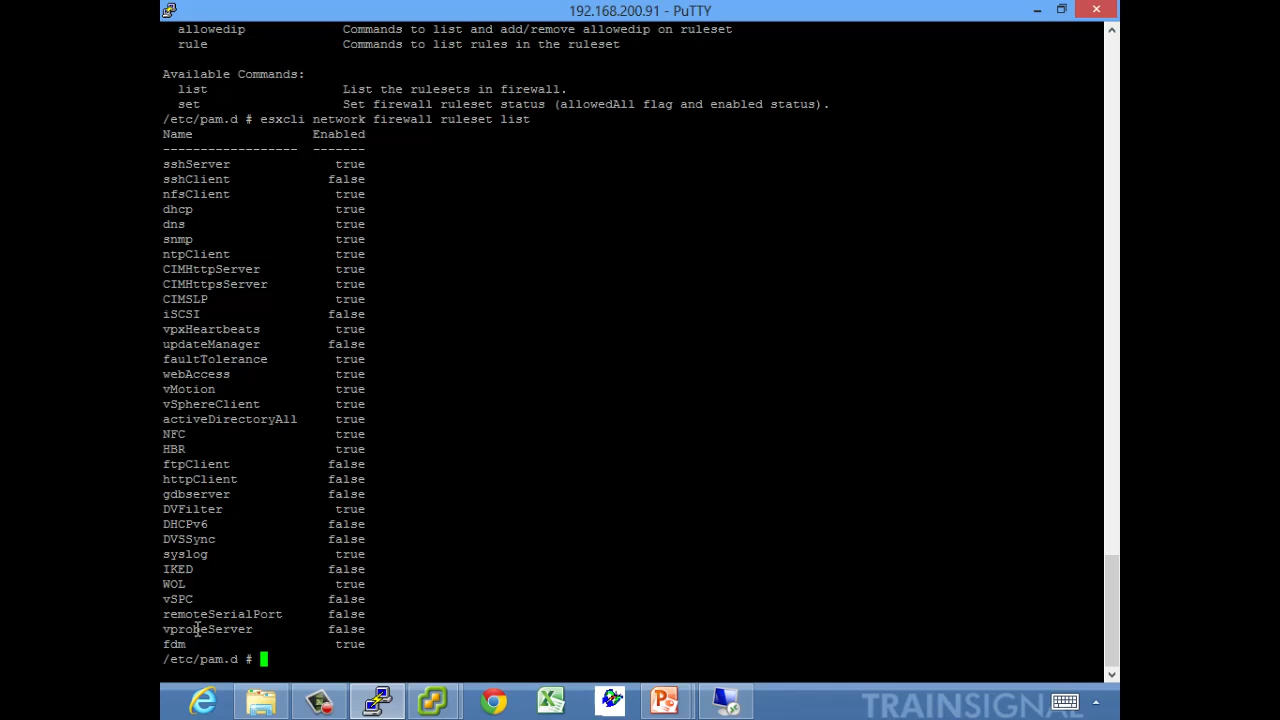 192.168.200.91 - PuTTY
allowedip Commands to list and add/remove allowedip on ruleset
rule Commands to list rules in the ruleset
Available Commands:
list List the rulesets in firewall.
set Set firewall ruleset status (allowedAll flag and enabled status).
/etc/pam.d # esxcli network firewall ruleset list
Name Enabled
------------------ -------
sshServer true
sshClient false
nfsClient true
dhcp true
dns true
snmp true
ntpClient true
CIMHttpServer true
CIMHttpsServer true
CIMSLP true
iSCSI false
vpxHeartbeats true
updateManager false
faultTolerance true
webAccess true
vMotion true
vSphereClient true
activeDirectoryAll true
NFC true
HBR true
ftpClient false
httpClient false
gdbserver false
DVFilter true
DHCPv6 false
DVSSync false
syslog true
IKED false
WOL true
vSPC false
remoteSerialPort false
vprobeServer false
fdm true
/etc/pam.d #
TRAINSIGNAL